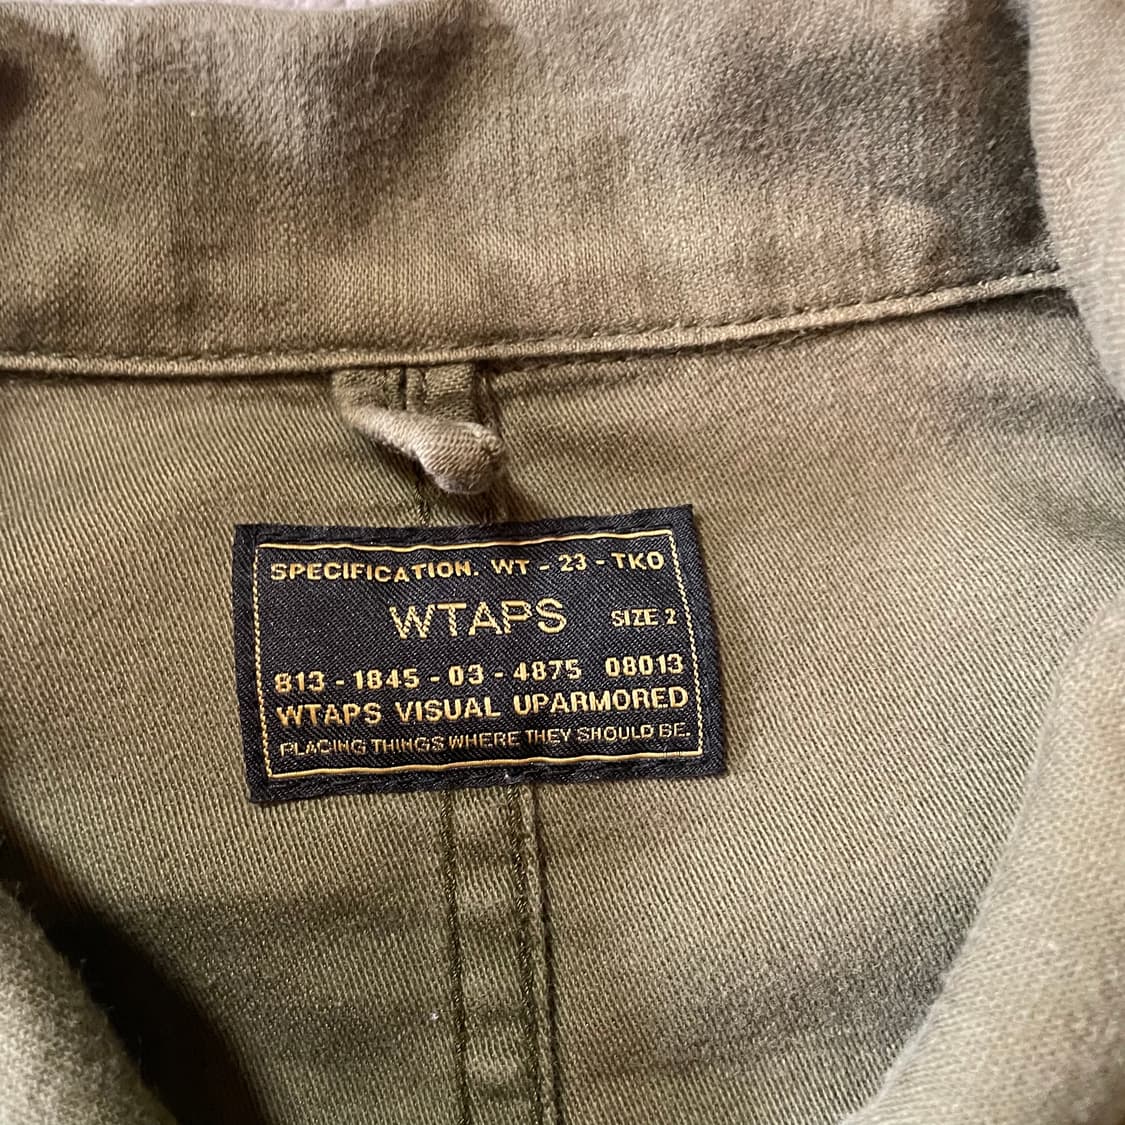 SPECIFICATION. WT - 23 - TKO
WTAPS SIZE 2
813 - 1845 - 03 - 4875 08013
WTAPS VISUAL UPARMORED
PLACING THINGS WHERE THEY SHOULD BE.